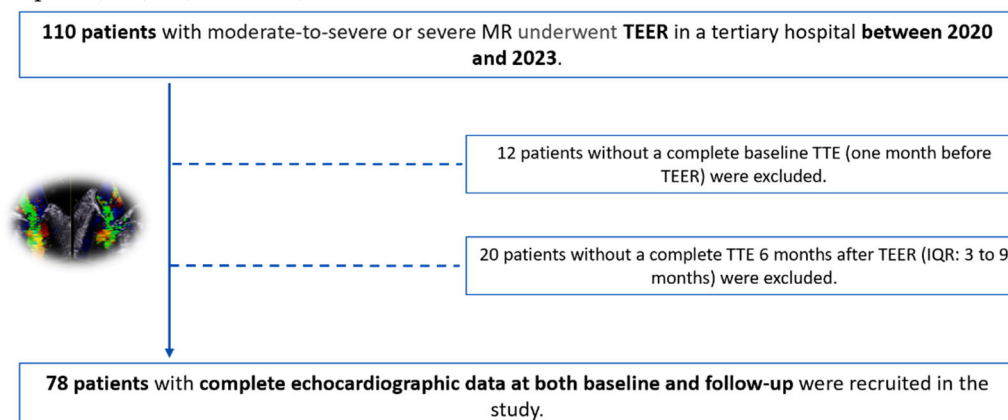 110 patients with moderate-to-severe or severe MR underwent TEER in a tertiary hospital between 2020
and 2023.
12 patients without a complete baseline TTE (one month before
TEER) were excluded.
20 patients without a complete TTE 6 months after TEER (IQR: 3 to 9
months) were excluded.
78 patients with complete echocardiographic data at both baseline and follow-up were recruited in the
study.